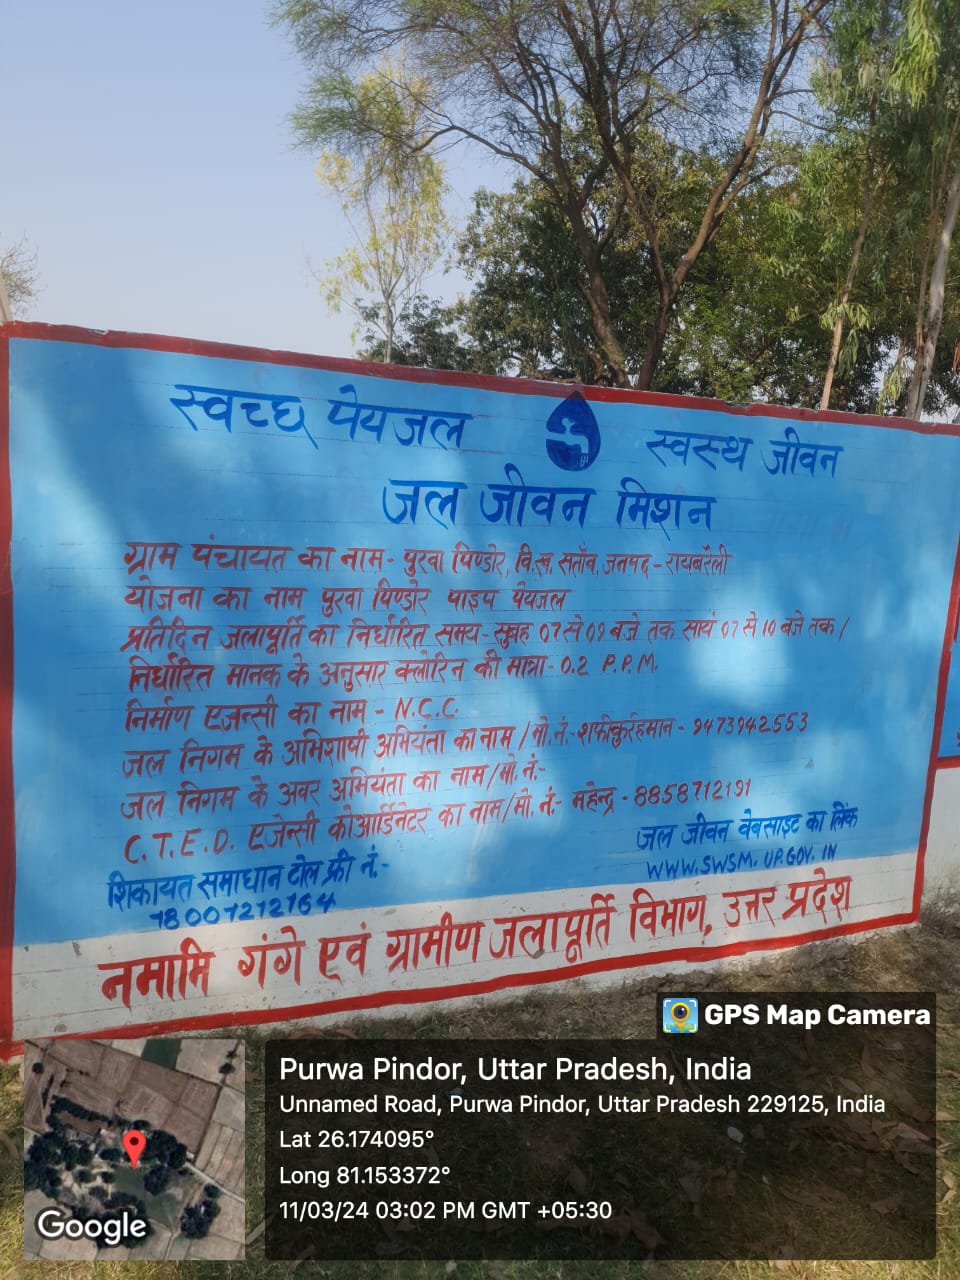 स्वच्छ पेयजल स्वस्थ जीवन
जल जीवन मिशन
ग्राम पंचायत का नाम- पुरवा पिण्डोर, वि.ख. सताँव, जनपद - रायबरेली
योजना का नाम पुरवा पिण्डोर पाइप पेयजल
प्रतिदिन जलापूर्ति का निर्धारित समय- सुबह 07 से 09 बजे तक सायं 07 से 10 बजे तक /
निर्धारित मानक के अनुसार क्लोरिन की मात्रा- 0.2 P.P.M.
निर्माण एजन्सी का नाम - N.C.C.
जल निगम के अभिशाषी अभियंता का नाम / मो. नं.- शफीकुर्रहमान - 9473942553
जल निगम के अवर अभियंता का नाम/मो. नं.-
C.T.E.D. एजेन्सी कोआर्डिनेटर का नाम/मो. नं.- महेन्द्र - 8858712191
शिकायत समाधान टोल फ्री नं.-
18001212164
जल जीवन वेबसाइट का लिंक
WWW.SWSM.UP.GOV.IN
नमामि गंगे एवं ग्रामीण जलापूर्ति विभाग, उत्तर प्रदेश
GPS Map Camera
Purwa Pindor, Uttar Pradesh, India
Unnamed Road, Purwa Pindor, Uttar Pradesh 229125, India
Lat 26.174095°
Long 81.153372°
11/03/24 03:02 PM GMT +05:30
Google